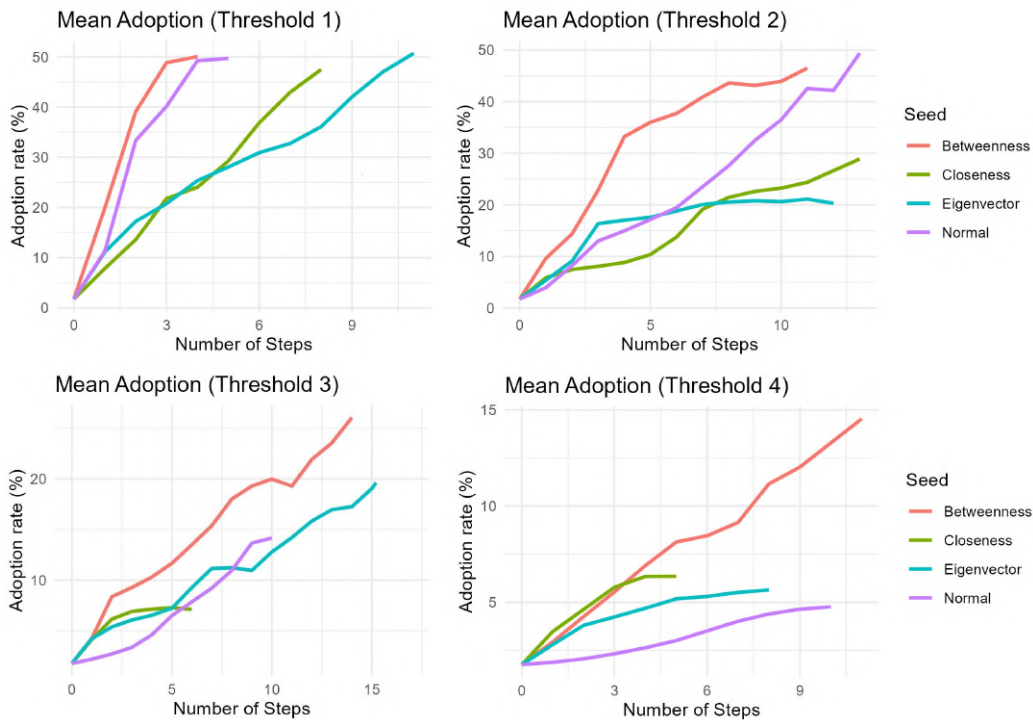 Mean Adoption (Threshold 1)
50
40
30
20
10
0
Adoption rate (%)
0 3 6 9
Number of Steps
Mean Adoption (Threshold 2)
50
40
30
20
10
0
Adoption rate (%)
0 5 10
Number of Steps
Seed
Betweenness
Closeness
Eigenvector
Normal
Mean Adoption (Threshold 3)
20
10
Adoption rate (%)
0 5 10 15
Number of Steps
Mean Adoption (Threshold 4)
15
10
5
Adoption rate (%)
0 3 6 9
Number of Steps
Seed
Betweenness
Closeness
Eigenvector
Normal